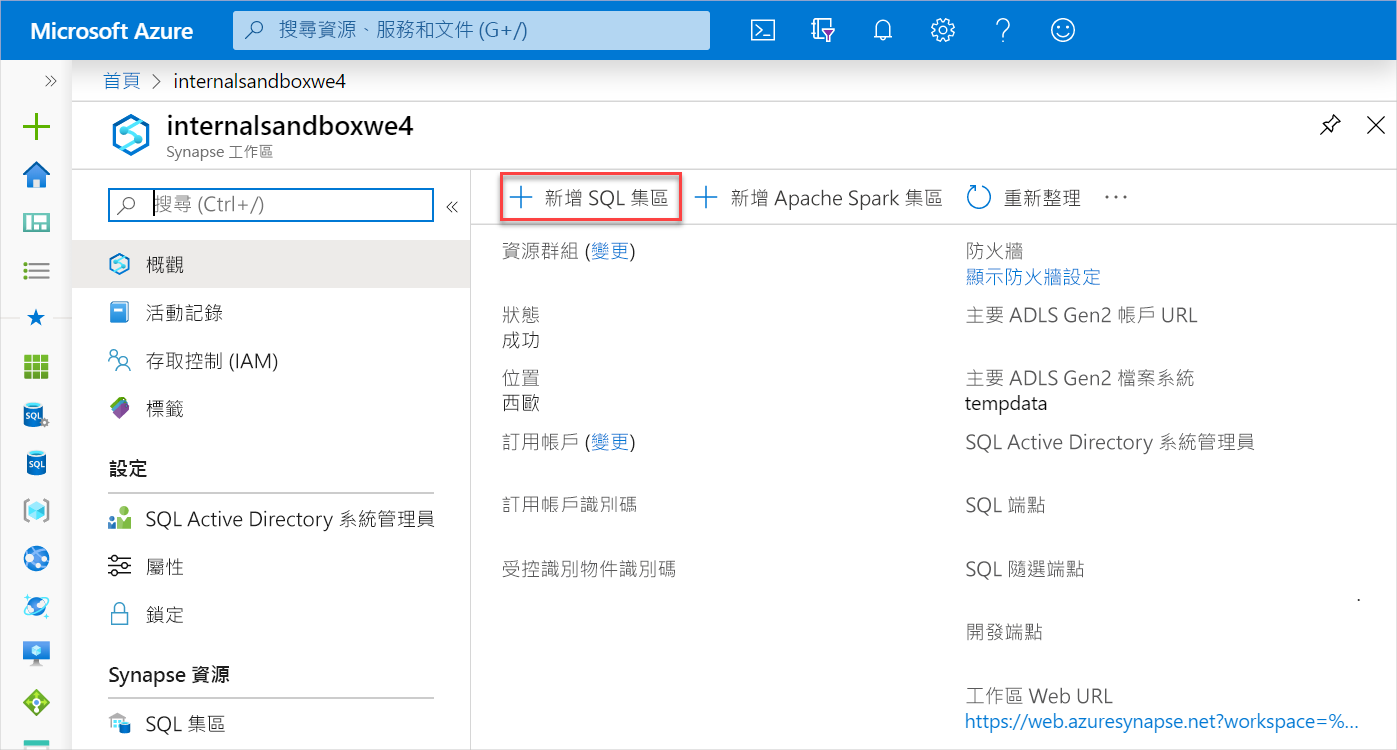 Microsoft Azure
搜尋資源、服務和文件 (G+/)
首頁 > internalsandboxwe4
internalsandboxwe4
Synapse 工作區
搜尋 (Ctrl+/)
概觀
活動記錄
存取控制 (IAM)
標籤
設定
SQL Active Directory 系統管理員
屬性
鎖定
Synapse 資源
SQL 集區
新增 SQL 集區
新增 Apache Spark 集區
重新整理
資源群組 (變更)
狀態
成功
位置
西歐
訂用帳戶 (變更)
訂用帳戶識別碼
受控識別物件識別碼
防火牆
顯示防火牆設定
主要 ADLS Gen2 帳戶 URL
主要 ADLS Gen2 檔案系統
tempdata
SQL Active Directory 系統管理員
SQL 端點
SQL 隨選端點
開發端點
工作區 Web URL
https://web.azuresynapse.net?workspace=%...